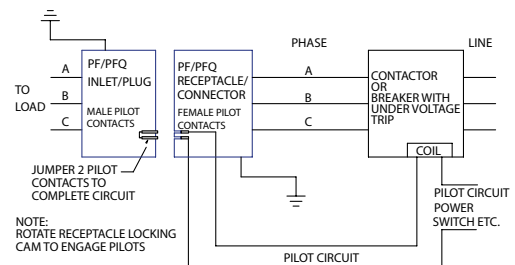 PHASE
LINE
PF/PFQ
INLET/PLUG
MALE PILOT
CONTACTS
PF/PFQ
RECEPTACLE/
CONNECTOR
FEMALE PILOT
CONTACTS
A
B
C
TO
LOAD
A
B
C
CONTACTOR
OR
BREAKER WITH
UNDER VOLTAGE
TRIP
COIL
JUMPER 2 PILOT
CONTACTS TO
COMPLETE CIRCUIT
PILOT CIRCUIT
POWER
SWITCH ETC.
NOTE:
ROTATE RECEPTACLE LOCKING
CAM TO ENGAGE PILOTS
PILOT CIRCUIT